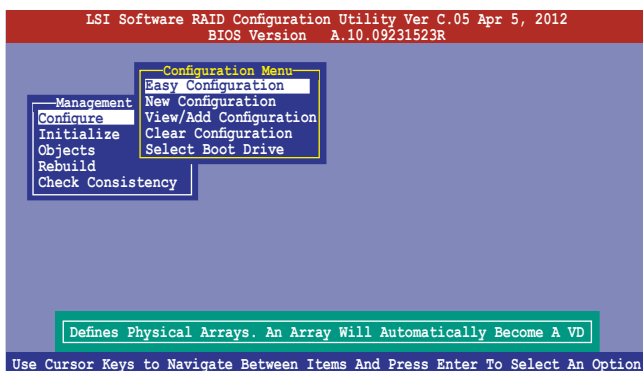 LSI Software RAID Configuration Utility Ver C.05 Apr 5, 2012
BIOS Version A.10.09231523R
Configuration Menu
Easy Configuration
New Configuration
View/Add Configuration
Clear Configuration
Select Boot Drive
Management
Configure
Initialize
Objects
Rebuild
Check Consistency
Defines Physical Arrays. An Array Will Automatically Become A VD
Use Cursor Keys to Navigate Between Items And Press Enter To Select An Option